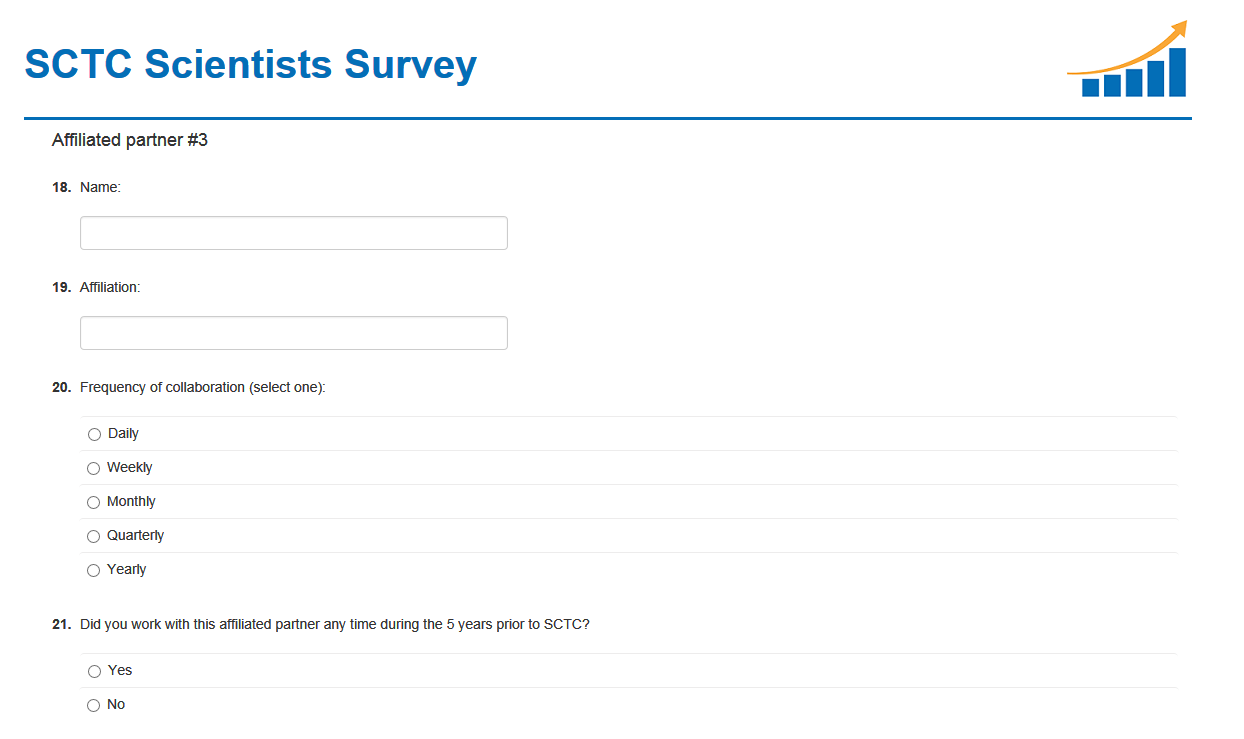 SCTC Scientists Survey
Affiliated partner #3
18. Name:
19. Affiliation:
20. Frequency of collaboration (select one):
Daily
Weekly
Monthly
Quarterly
Yearly
21. Did you work with this affiliated partner any time during the 5 years prior to SCTC?
Yes
No